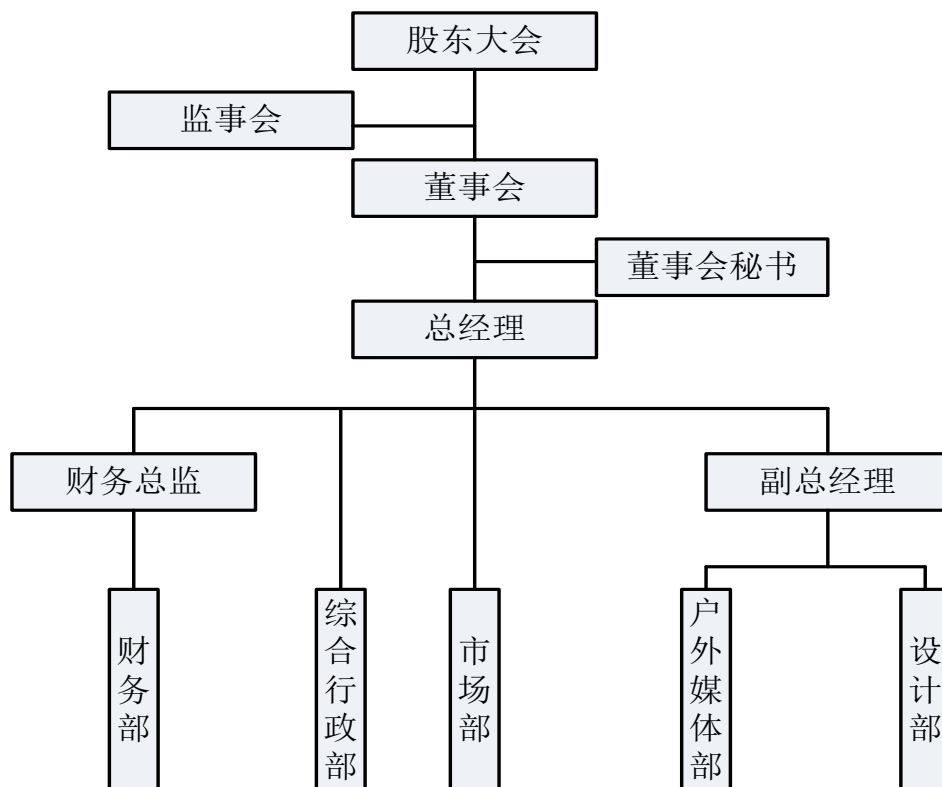 股东大会
监事会
董事会
董事会秘书
总经理
财务总监
副总经理
财务部
综合行政部
市场部
户外媒体部
设计部